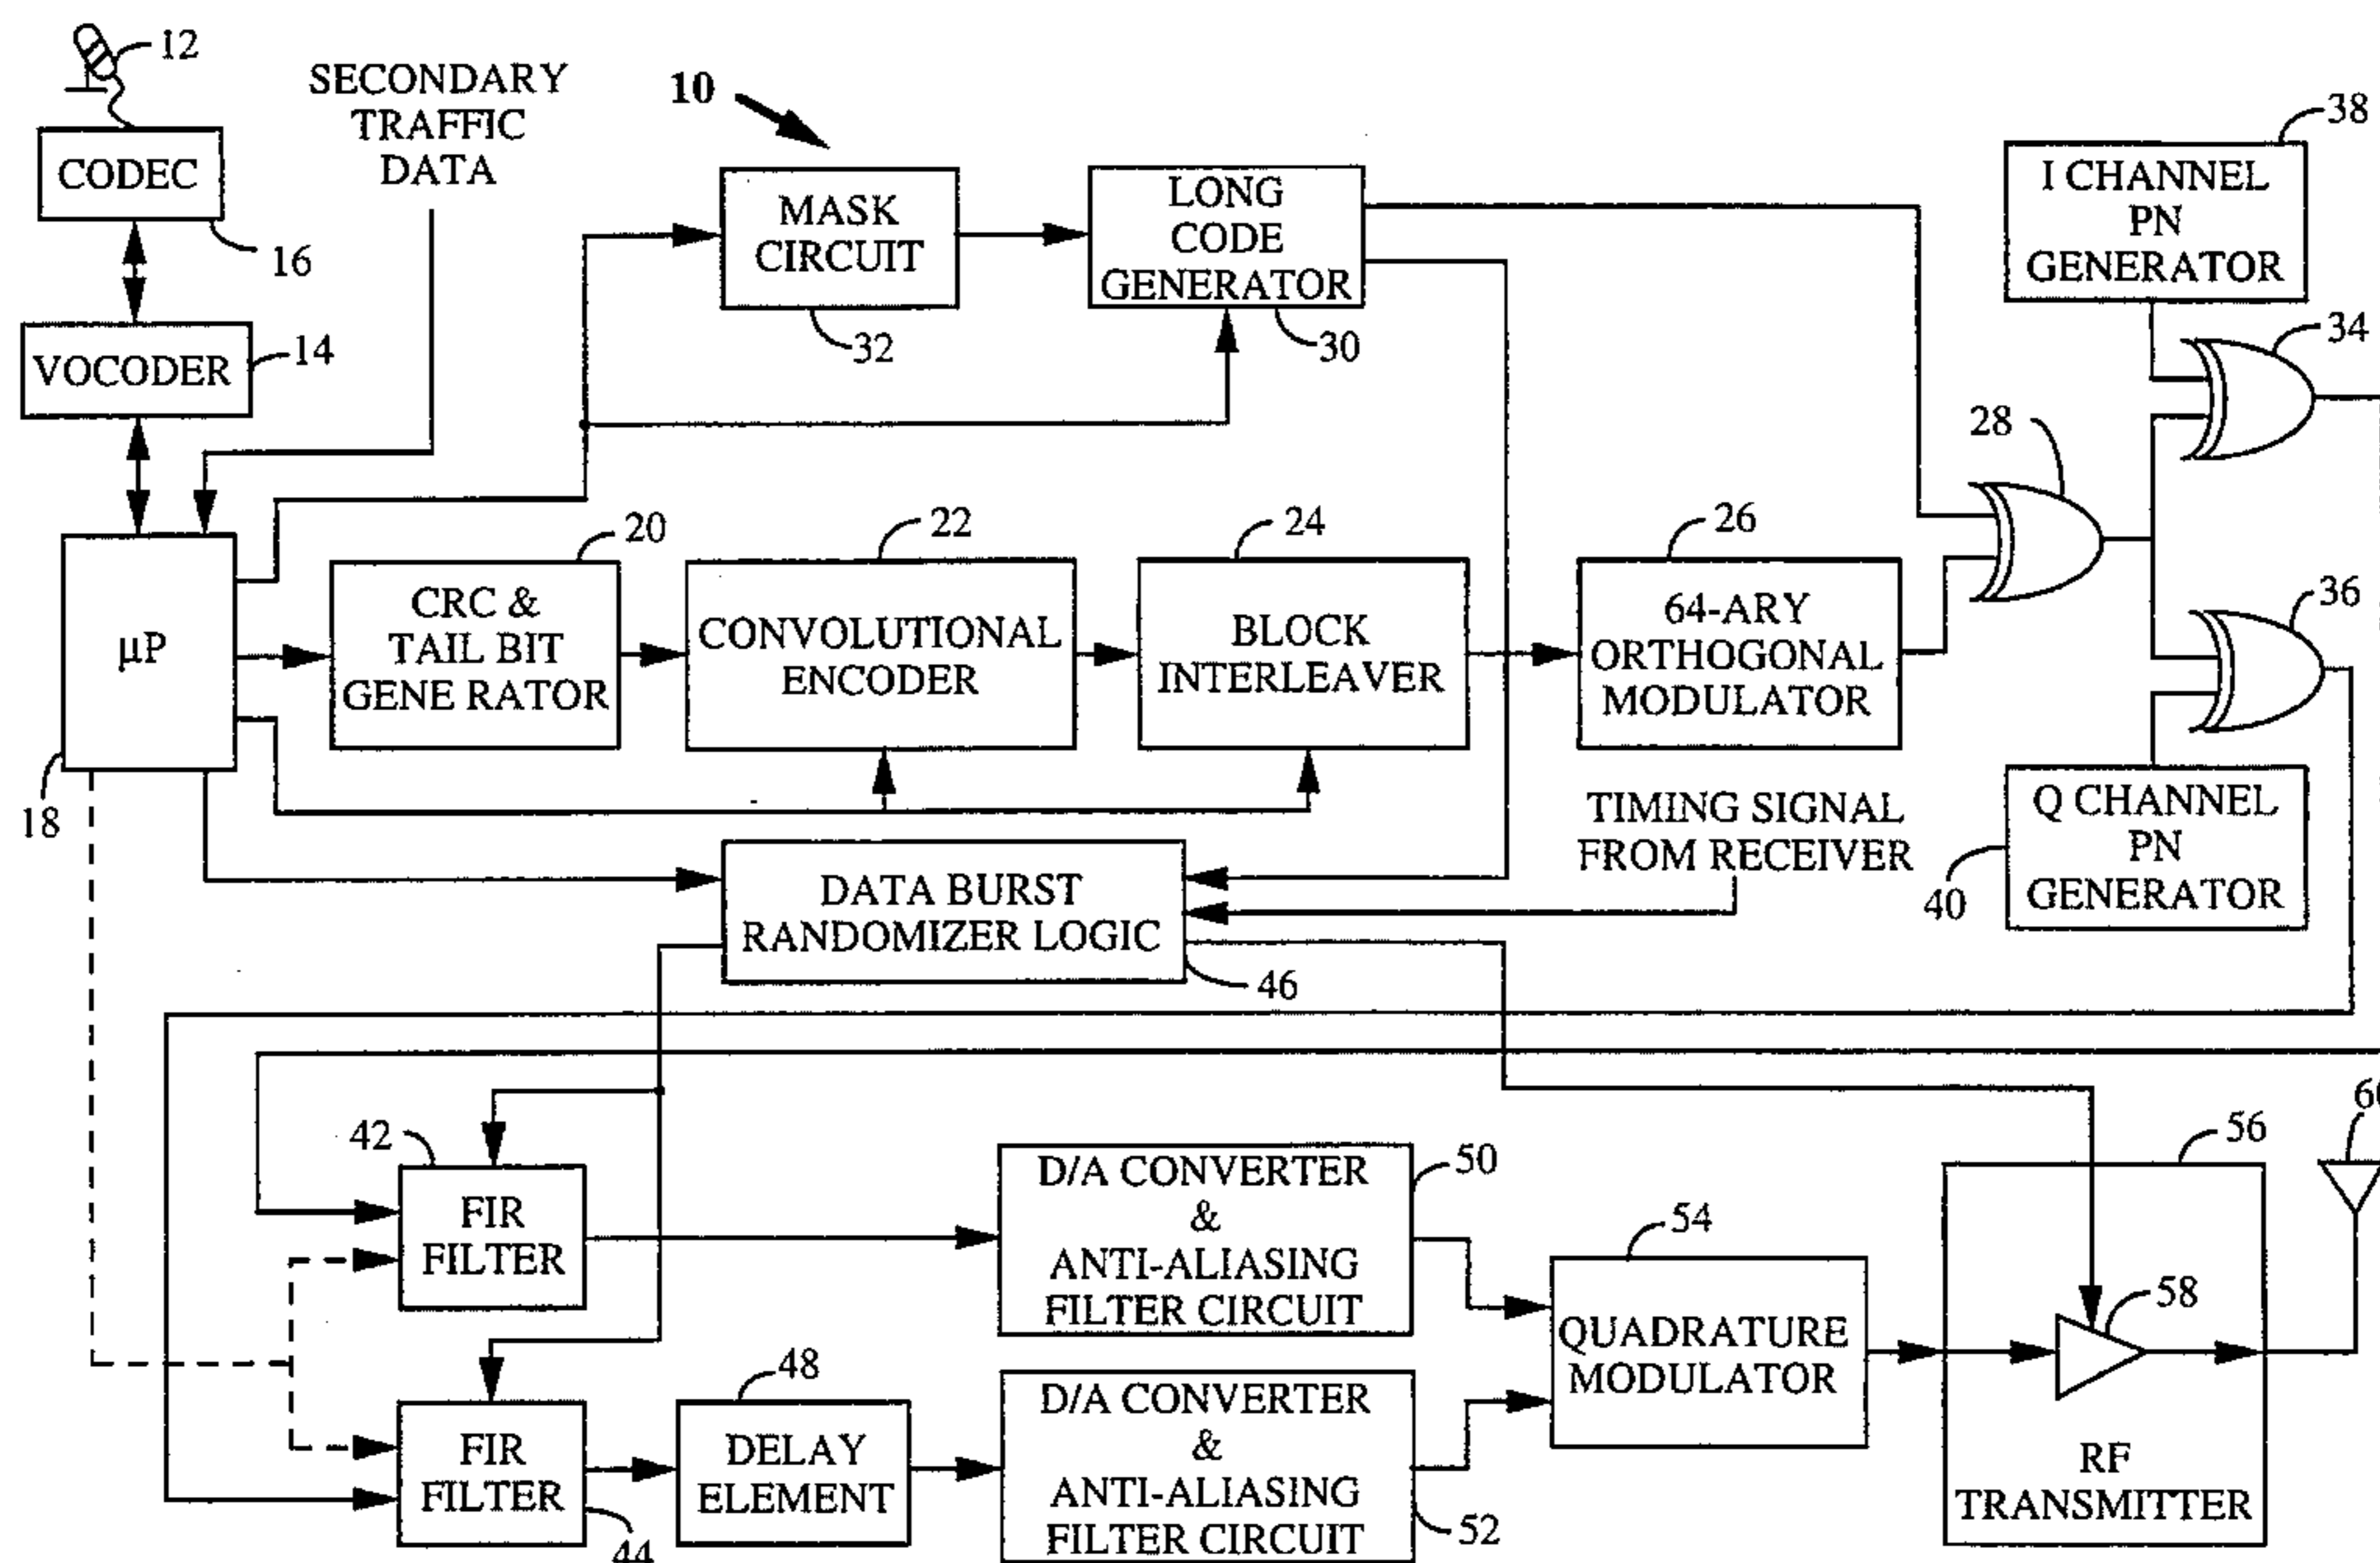 12
SECONDARY
TRAFFIC
DATA
10
38
CODEC
16
MASK
CIRCUIT
32
LONG
CODE
GENERATOR
30
I CHANNEL
PN
GENERATOR
34
VOCODER
14
28
20
22
24
26
36
μP
18
CRC &
TAIL BIT
GENE RATOR
CONVOLUTIONAL
ENCODER
BLOCK
INTERLEAVER
64-ARY
ORTHOGONAL
MODULATOR
TIMING SIGNAL
FROM RECEIVER
Q CHANNEL
PN
GENERATOR
40
DATA BURST
RANDOMIZER LOGIC
46
42
FIR
FILTER
D/A CONVERTER
&
ANTI-ALIASING
FILTER CIRCUIT
50
54
QUADRATURE
MODULATOR
56
58
RF
TRANSMITTER
FIR
FILTER
44
48
DELAY
ELEMENT
D/A CONVERTER
&
ANTI-ALIASING
FILTER CIRCUIT
52